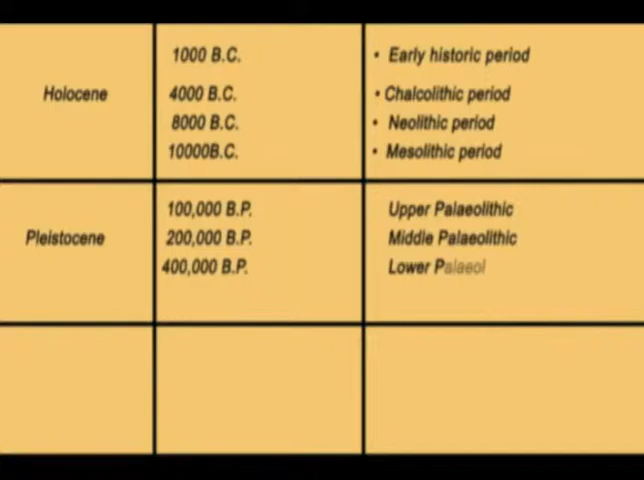 1000 B.C. • Early historic period
Holocene 4000 B.C. • Chalcolithic period
8000 B.C. • Neolithic period
10000B.C. • Mesolithic period
100,000 B.P. Upper Palaeolithic
Pleistocene 200,000 B.P. Middle Palaeolithic
400,000 B.P. Lower Palaeol